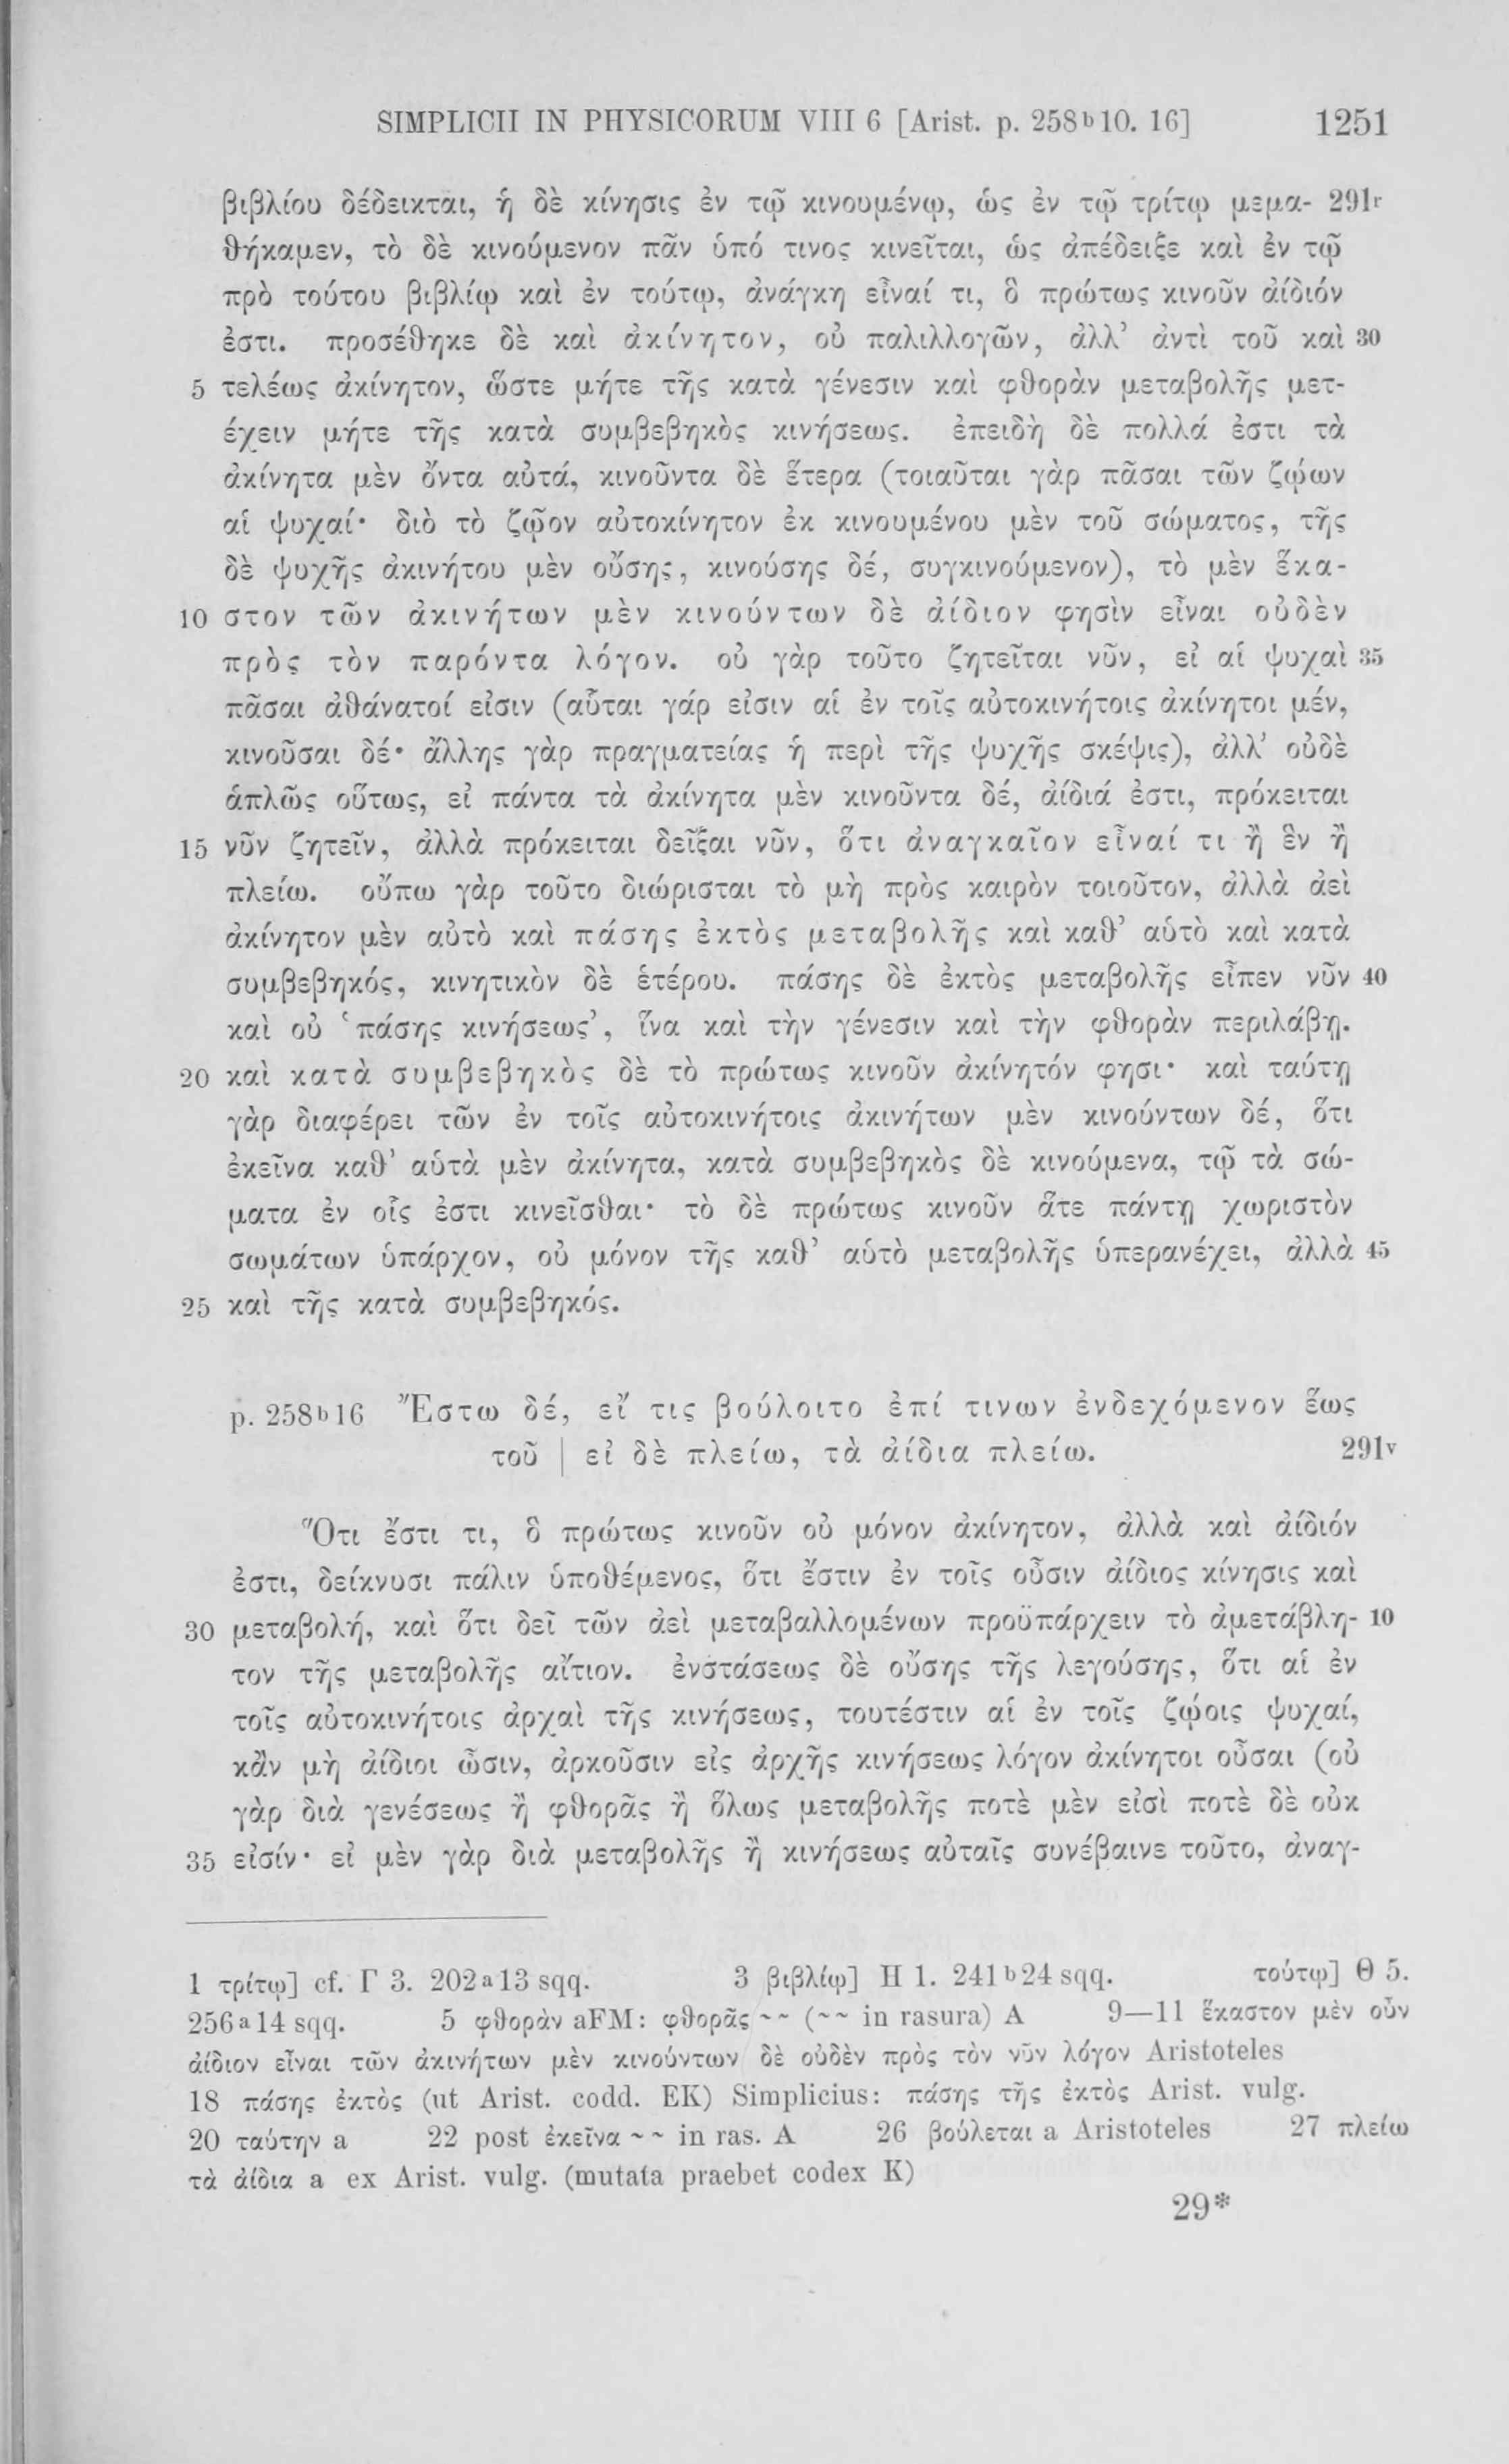 SIMPLICII IN PHYSICORUM VIII 6 [Arist. p. 258ᵇ10. 16] 1251
βιβλίου δέδεικται, ἡ δὲ κίνησις ἐν τῷ κινουμένῳ, ὡς ἐν τῷ τρίτῳ μεμα- 291ʳ
θήκαμεν, τὸ δὲ κινούμενον πᾶν ὑπό τινος κινεῖται, ὡς ἀπέδειξε καὶ ἐν τῷ
πρὸ τούτου βιβλίῳ καὶ ἐν τούτῳ, ἀνάγκη εἶναί τι, ὃ πρώτως κινοῦν ἀίδιόν
ἐστι. προσέθηκε δὲ καὶ ἀκίνητον, οὐ παλιλλογῶν, ἀλλ’ ἀντὶ τοῦ καὶ 30
5 τελέως ἀκίνητον, ὥστε μήτε τῆς κατὰ γένεσιν καὶ φθορὰν μεταβολῆς μετ-
έχειν μήτε τῆς κατὰ συμβεβηκὸς κινήσεως. ἐπειδὴ δὲ πολλά ἐστι τὰ
ἀκίνητα μὲν ὄντα αὐτά, κινοῦντα δὲ ἕτερα (τοιαῦται γὰρ πᾶσαι τῶν ζῴων
αἱ ψυχαί· διὸ τὸ ζῷον αὐτοκίνητον ἐκ κινουμένου μὲν τοῦ σώματος, τῆς
δὲ ψυχῆς ἀκινήτου μὲν οὔσης, κινούσης δέ, συγκινούμενον), τὸ μὲν ἕκα-
10 στον τῶν ἀκινήτων μὲν κινούντων δὲ ἀίδιον φησὶν εἶναι οὐδὲν
πρὸς τὸν παρόντα λόγον. οὐ γὰρ τοῦτο ζητεῖται νῦν, εἰ αἱ ψυχαὶ 35
πᾶσαι ἀθάνατοί εἰσιν (αὗται γάρ εἰσιν αἱ ἐν τοῖς αὐτοκινήτοις ἀκίνητοι μέν,
κινοῦσαι δέ· ἄλλης γὰρ πραγματείας ἡ περὶ τῆς ψυχῆς σκέψις), ἀλλ’ οὐδὲ
ἁπλῶς οὕτως, εἰ πάντα τὰ ἀκίνητα μὲν κινοῦντα δέ, ἀίδιά ἐστι, πρόκειται
15 νῦν ζητεῖν, ἀλλὰ πρόκειται δεῖξαι νῦν, ὅτι ἀναγκαῖον εἶναί τι ἢ ἓν ἢ
πλείω. οὔπω γὰρ τοῦτο διώρισται τὸ μὴ πρὸς καιρὸν τοιοῦτον, ἀλλὰ ἀεὶ
ἀκίνητον μὲν αὐτὸ καὶ πάσης ἐκτὸς μεταβολῆς καὶ καθ’ αὑτὸ καὶ κατὰ
συμβεβηκός, κινητικὸν δὲ ἑτέρου. πάσης δὲ ἐκτὸς μεταβολῆς εἶπεν νῦν 40
καὶ οὐ ‘πάσης κινήσεως’, ἵνα καὶ τὴν γένεσιν καὶ τὴν φθορὰν περιλάβῃ.
20 καὶ κατὰ συμβεβηκὸς δὲ τὸ πρώτως κινοῦν ἀκίνητόν φησι· καὶ ταύτῃ
γὰρ διαφέρει τῶν ἐν τοῖς αὐτοκινήτοις ἀκινήτων μὲν κινούντων δέ, ὅτι
ἐκεῖνα καθ’ αὑτὰ μὲν ἀκίνητα, κατὰ συμβεβηκὸς δὲ κινούμενα, τῷ τὰ σώ-
ματα ἐν οἷς ἐστι κινεῖσθαι· τὸ δὲ πρώτως κινοῦν ἅτε πάντῃ χωριστὸν
σωμάτων ὑπάρχον, οὐ μόνον τῆς καθ’ αὑτὸ μεταβολῆς ὑπερανέχει, ἀλλὰ 45
25 καὶ τῆς κατὰ συμβεβηκός.
p. 258ᵇ16 Ἔστω δέ, εἴ τις βούλοιτο ἐπί τινων ἐνδεχόμενον ἕως
τοῦ | εἰ δὲ πλείω, τὰ ἀίδια πλείω. 291ᵛ
Ὅτι ἔστι τι, ὃ πρώτως κινοῦν οὐ μόνον ἀκίνητον, ἀλλὰ καὶ ἀίδιόν
ἐστι, δείκνυσι πάλιν ὑποθέμενος, ὅτι ἔστιν ἐν τοῖς οὖσιν ἀίδιος κίνησις καὶ
30 μεταβολή, καὶ ὅτι δεῖ τῶν ἀεὶ μεταβαλλομένων προϋπάρχειν τὸ ἀμετάβλη- 10
τον τῆς μεταβολῆς αἴτιον. ἐνστάσεως δὲ οὔσης τῆς λεγούσης, ὅτι αἱ ἐν
τοῖς αὐτοκινήτοις ἀρχαὶ τῆς κινήσεως, τουτέστιν αἱ ἐν τοῖς ζῴοις ψυχαί,
κἂν μὴ ἀίδιοι ὦσιν, ἀρκοῦσιν εἰς ἀρχῆς κινήσεως λόγον ἀκίνητοι οὖσαι (οὐ
γὰρ διὰ γενέσεως ἢ φθορᾶς ἢ ὅλως μεταβολῆς ποτὲ μὲν εἰσὶ ποτὲ δὲ οὐκ
35 εἰσίν· εἰ μὲν γὰρ διὰ μεταβολῆς ἢ κινήσεως αὐταῖς συνέβαινε τοῦτο, ἀναγ-
1 τρίτῳ] cf. Γ 3. 202ᵃ13 sqq. 3 βιβλίῳ] Η 1. 241ᵇ24 sqq. τούτῳ] Θ 5.
256ᵃ14 sqq. 5 φθορὰν aFM: φθορᾶς ~~ (~~ in rasura) A 9—11 ἕκαστον μὲν οὖν
ἀίδιον εἶναι τῶν ἀκινήτων μὲν κινούντων δὲ οὐδὲν πρὸς τὸν νῦν λόγον Aristoteles
18 πάσης ἐκτὸς (ut Arist. codd. EK) Simplicius: πάσης τῆς ἐκτὸς Arist. vulg.
20 ταύτην a 22 post ἐκεῖνα ~~ in ras. A 26 βούλεται a Aristoteles 27 πλείω
τὰ ἀίδια a ex Arist. vulg. (mutata praebet codex K)
29*